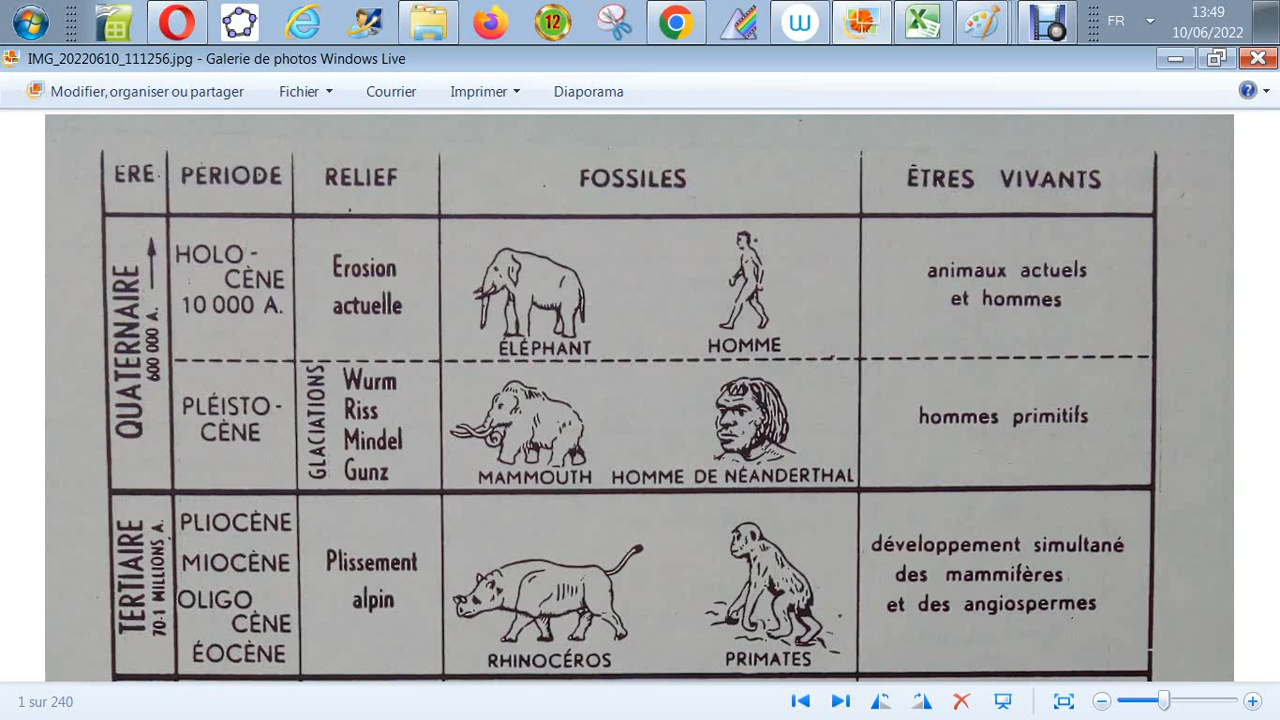 FR
13:49
10/06/2022
12
W
IMG_20220610_111256.jpg - Galerie de photos Windows Live
Modifier, organiser ou partager
Fichier
Courrier
Imprimer
Diaporama
ÈRE
PÉRIODE
RELIEF
FOSSILES
ÊTRES VIVANTS
QUATERNAIRE
600 000 A.
HOLO-
CÈNE
10 000 A.
Erosion
actuelle
ÉLÉPHANT
HOMME
animaux actuels
et hommes
PLÉISTO-
CÈNE
GLACIATIONS
Wurm
Riss
Mindel
Gunz
MAMMOUTH
HOMME DE NÉANDERTHAL
hommes primitifs
TERTIAIRE
70-1 MILLIONS A.
PLIOCÈNE
MIOCÈNE
OLIGO
CÈNE
ÉOCÈNE
Plissement
alpin
RHINOCÉROS
PRIMATES
développement simultané
des mammifères
et des angiospermes
1 sur 240